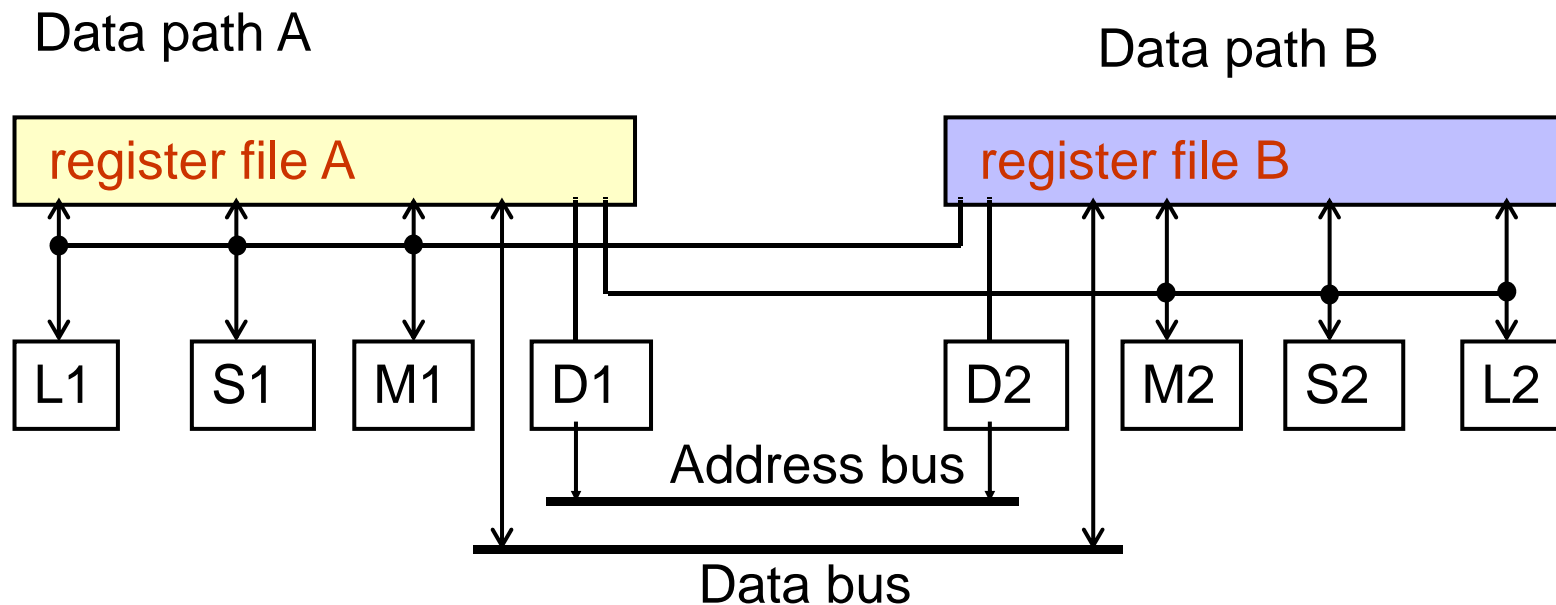 Data path A
Data path B
register file A
register file B
L1
S1
M1
D1
D2
M2
S2
L2
Address bus
Data bus